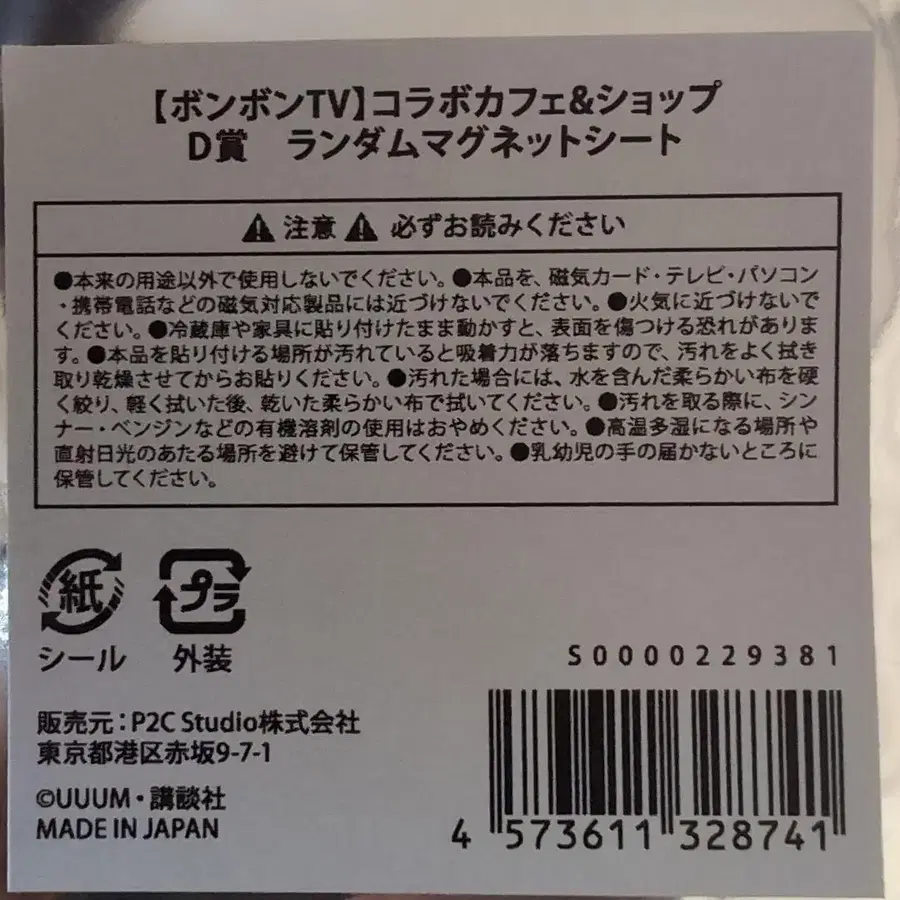 【ボンボンTV】コラボカフェ&ショップ
D賞　ランダムマグネットシート
⚠ 注意 ⚠ 必ずお読みください
●本来の用途以外で使用しないでください。●本品を、磁気カード・テレビ・パソコン
・携帯電話などの磁気対応製品には近づけないでください。●火気に近づけないで
ください。●冷蔵庫や家具に貼り付けたまま動かすと、表面を傷つける恐れがありま
す。●本品を貼り付ける場所が汚れていると吸着力が落ちますので、汚れをよく拭き
取り乾燥させてからお貼りください。●汚れた場合には、水を含んだ柔らかい布を硬
く絞り、軽く拭いた後、乾いた柔らかい布で拭いてください。●汚れを取る際に、シン
ナー・ベンジンなどの有機溶剤の使用はおやめください。●高温多湿になる場所や
直射日光のあたる場所を避けて保管してください。●乳幼児の手の届かないところに
保管してください。
紙 プラ
シール 外装
S0000229381
販売元：P2C Studio株式会社
東京都港区赤坂9-7-1
©UUUM・講談社
MADE IN JAPAN
4 573611 328741